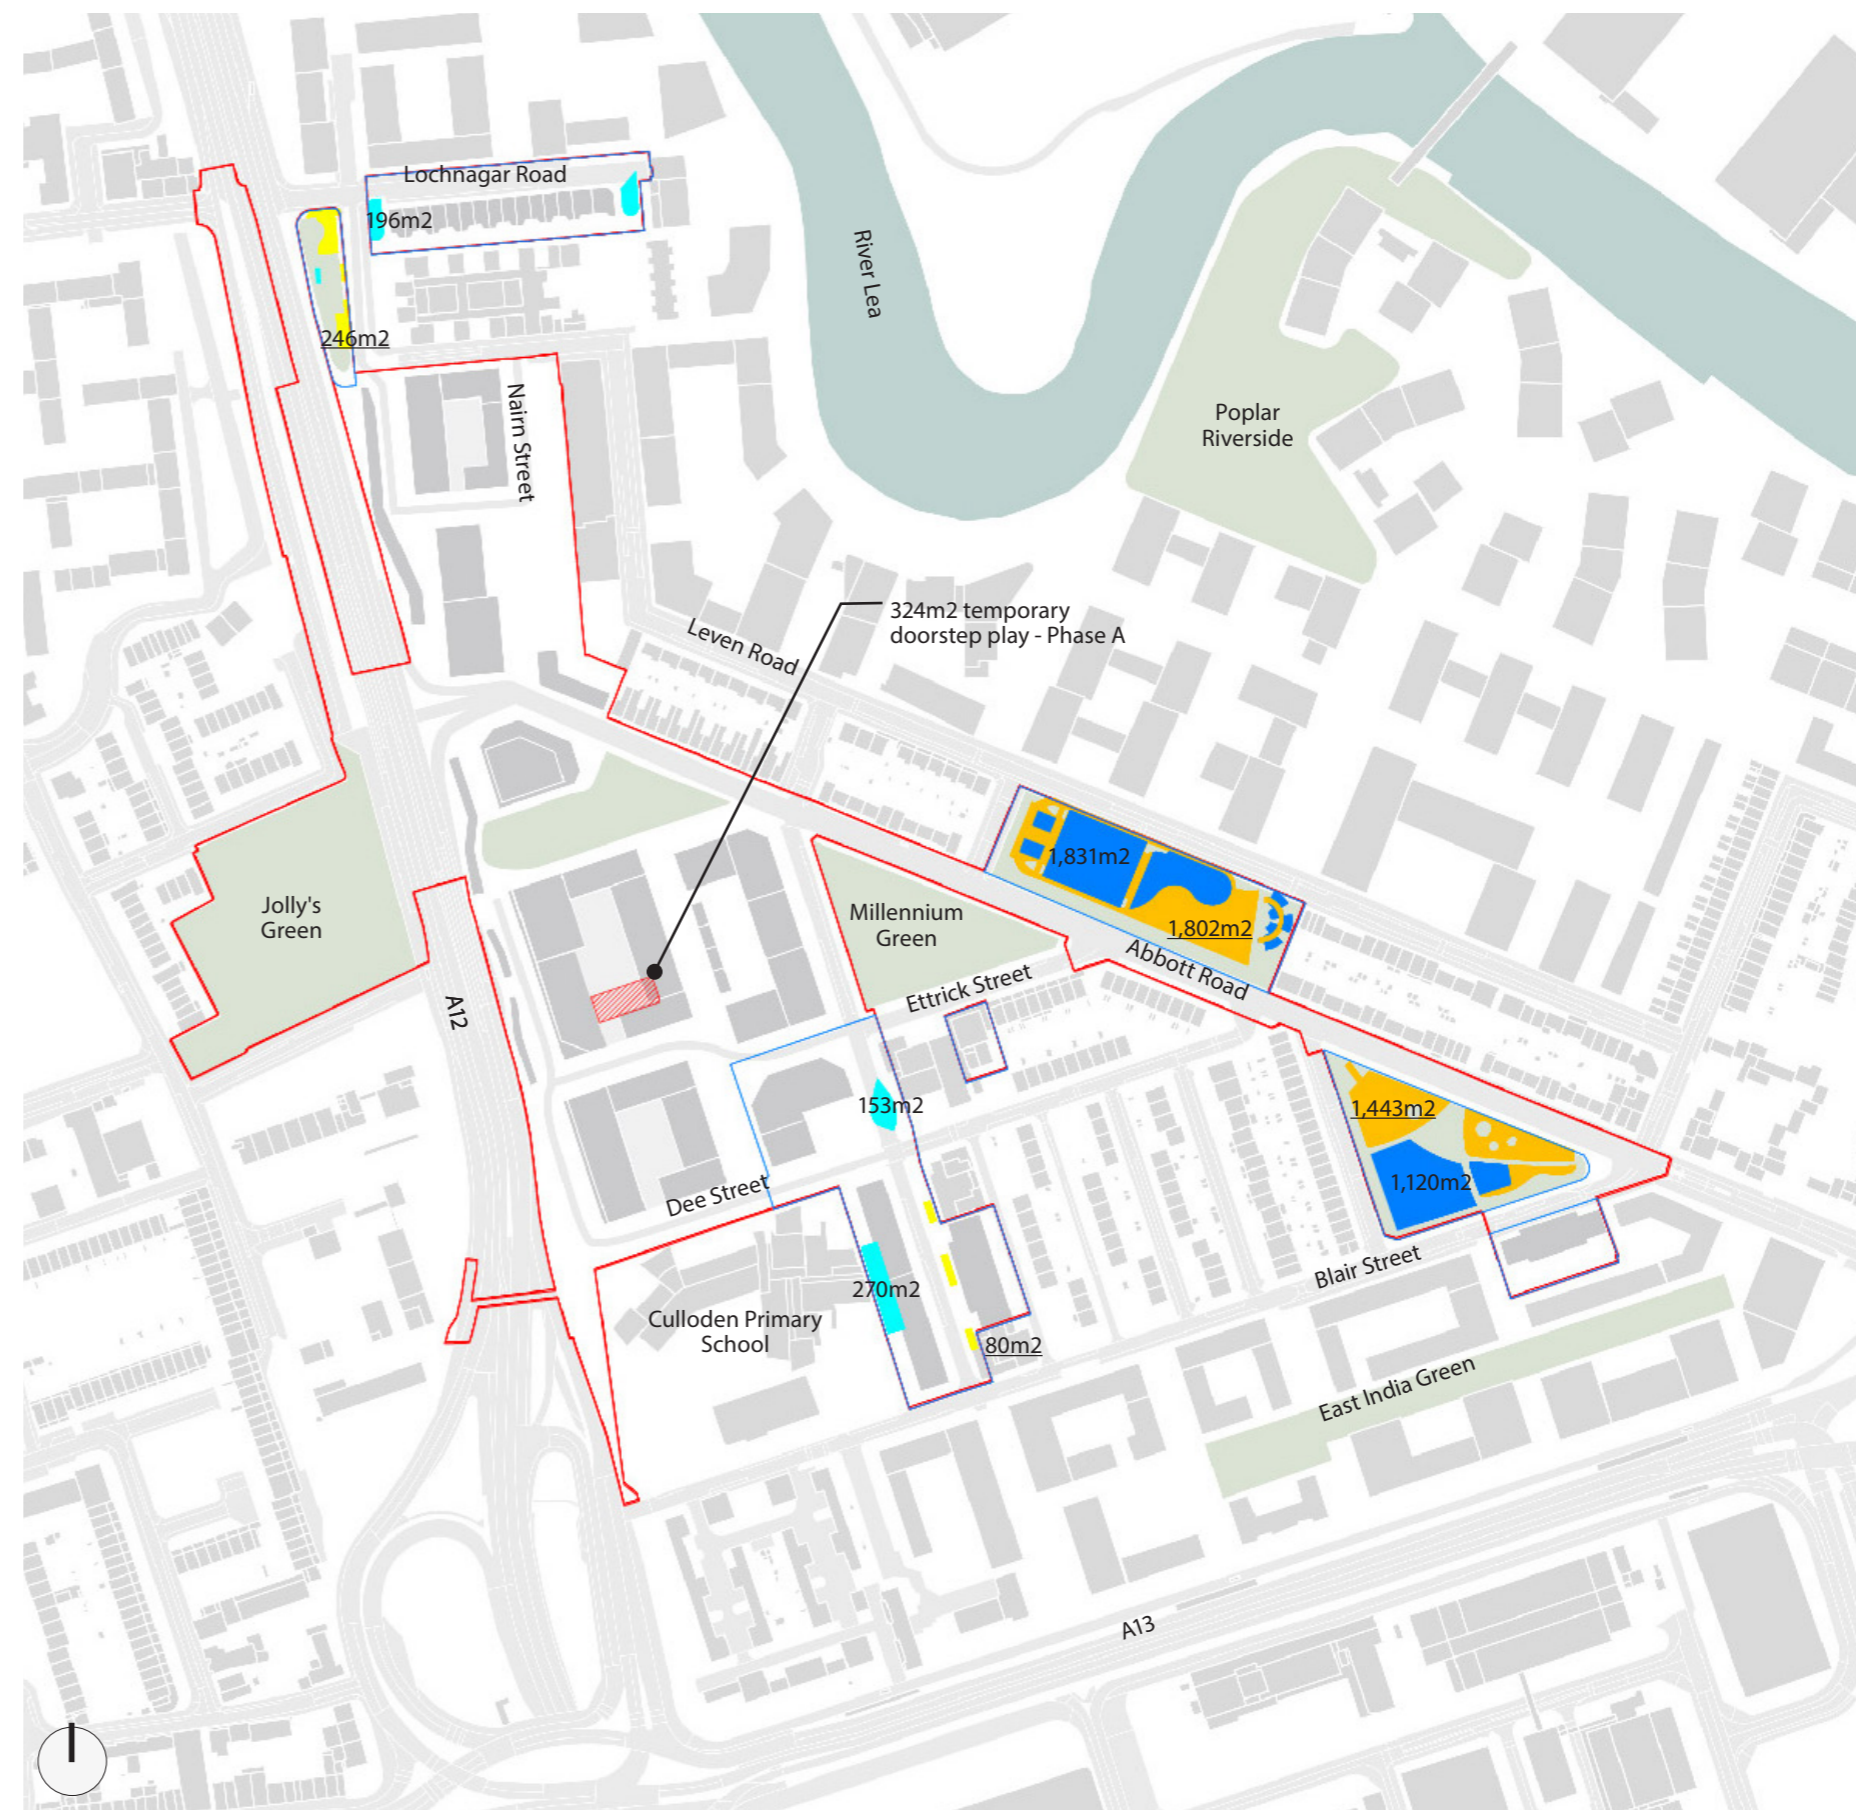 Lochnagar Road
196m2
246m2
River Lea
Nairn Street
Poplar
Riverside
324m2 temporary
doorstep play - Phase A
Leven Road
1,831m2
Jolly's
Green
Millennium
Green
1,802m2
Abbott Road
Ettrick Street
A12
153m2
1,443m2
1,120m2
Dee Street
Blair Street
270m2
Culloden Primary
School
80m2
East India Green
A13